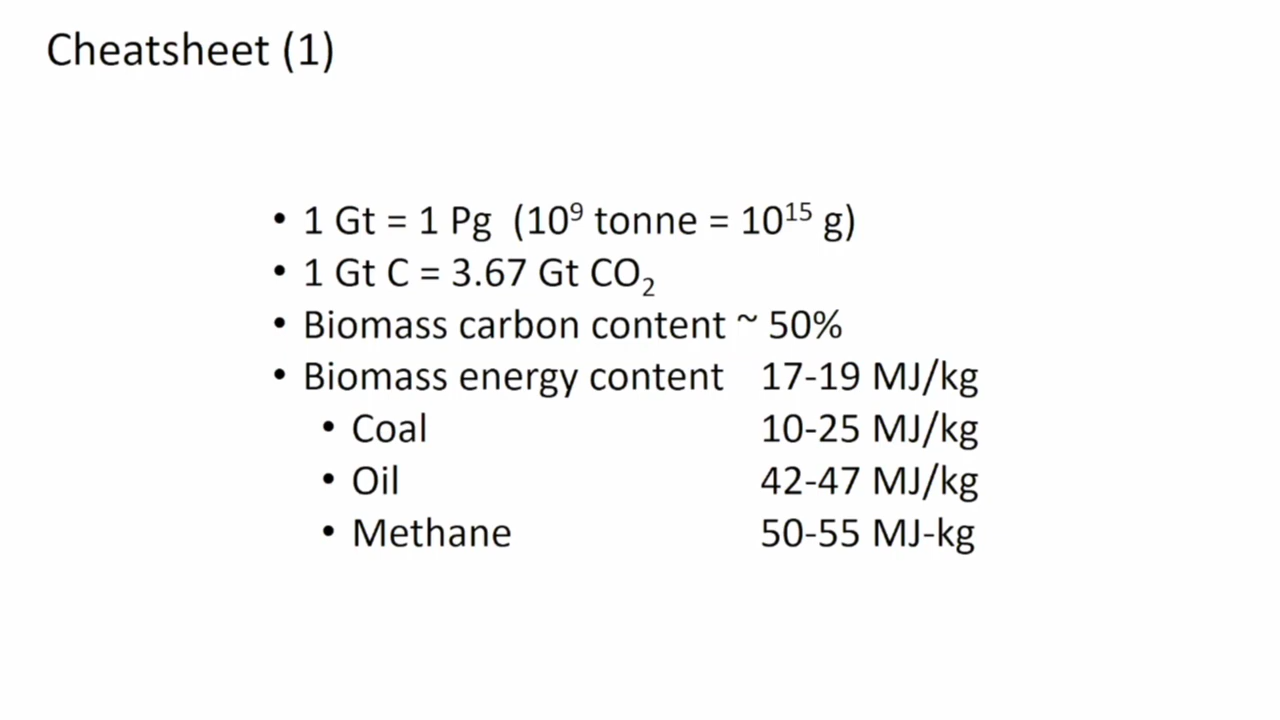 Cheatsheet (1)
• 1 Gt = 1 Pg (10⁹ tonne = 10¹⁵ g)
• 1 Gt C = 3.67 Gt CO₂
• Biomass carbon content ~ 50%
• Biomass energy content 17-19 MJ/kg
• Coal 10-25 MJ/kg
• Oil 42-47 MJ/kg
• Methane 50-55 MJ-kg